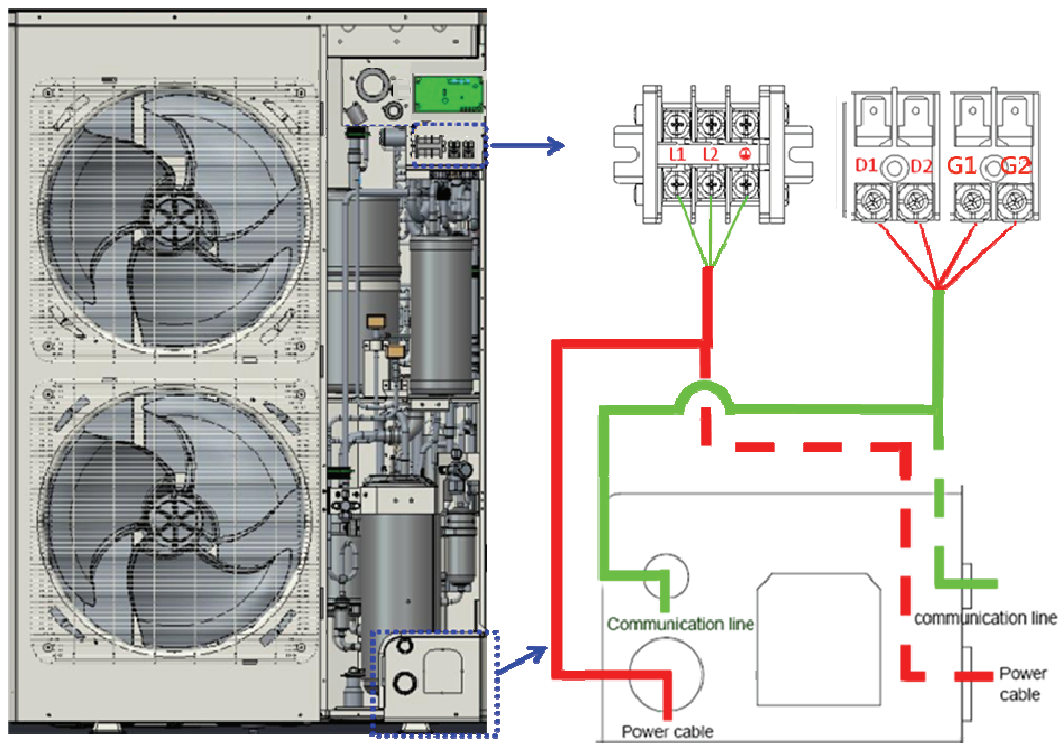 L1 L2
D1 D2 G1 G2
Communication line
communication line
Power
cable
Power cable